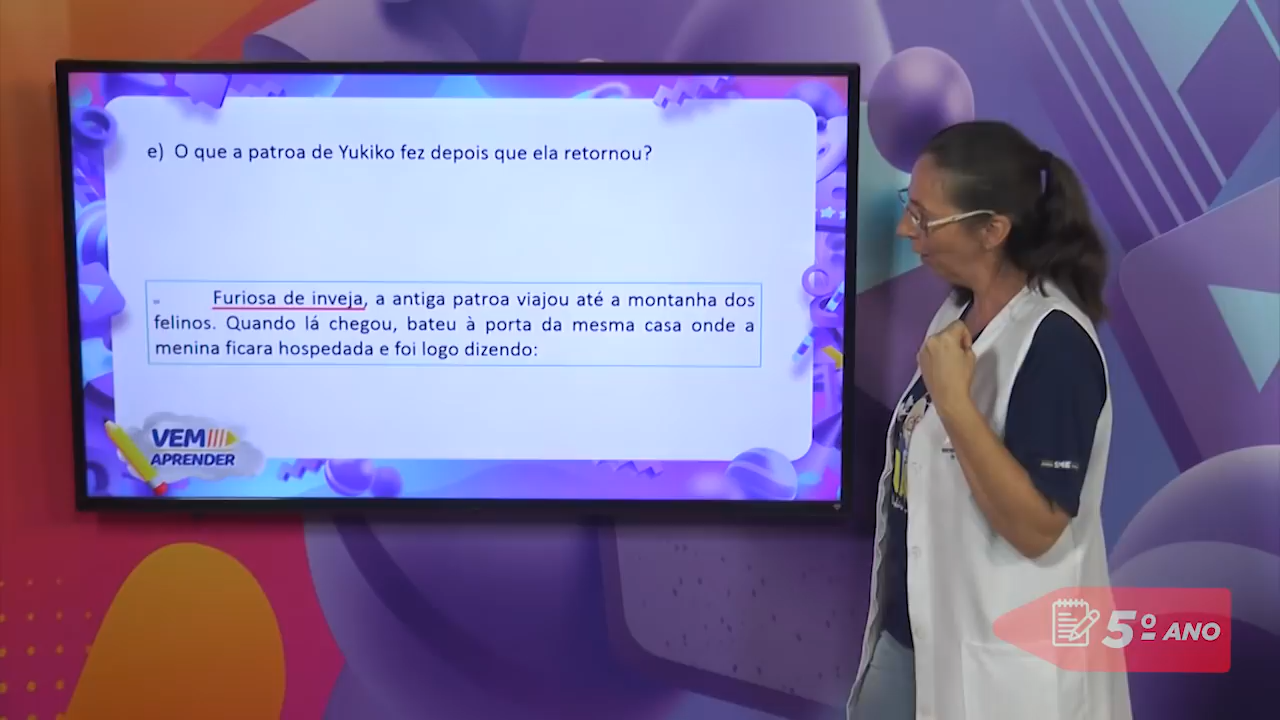 e) O que a patroa de Yukiko fez depois que ela retornou?
Furiosa de inveja, a antiga patroa viajou até a montanha dos
felinos. Quando lá chegou, bateu à porta da mesma casa onde a
menina ficara hospedada e foi logo dizendo:
VEM
APRENDER
5º ANO